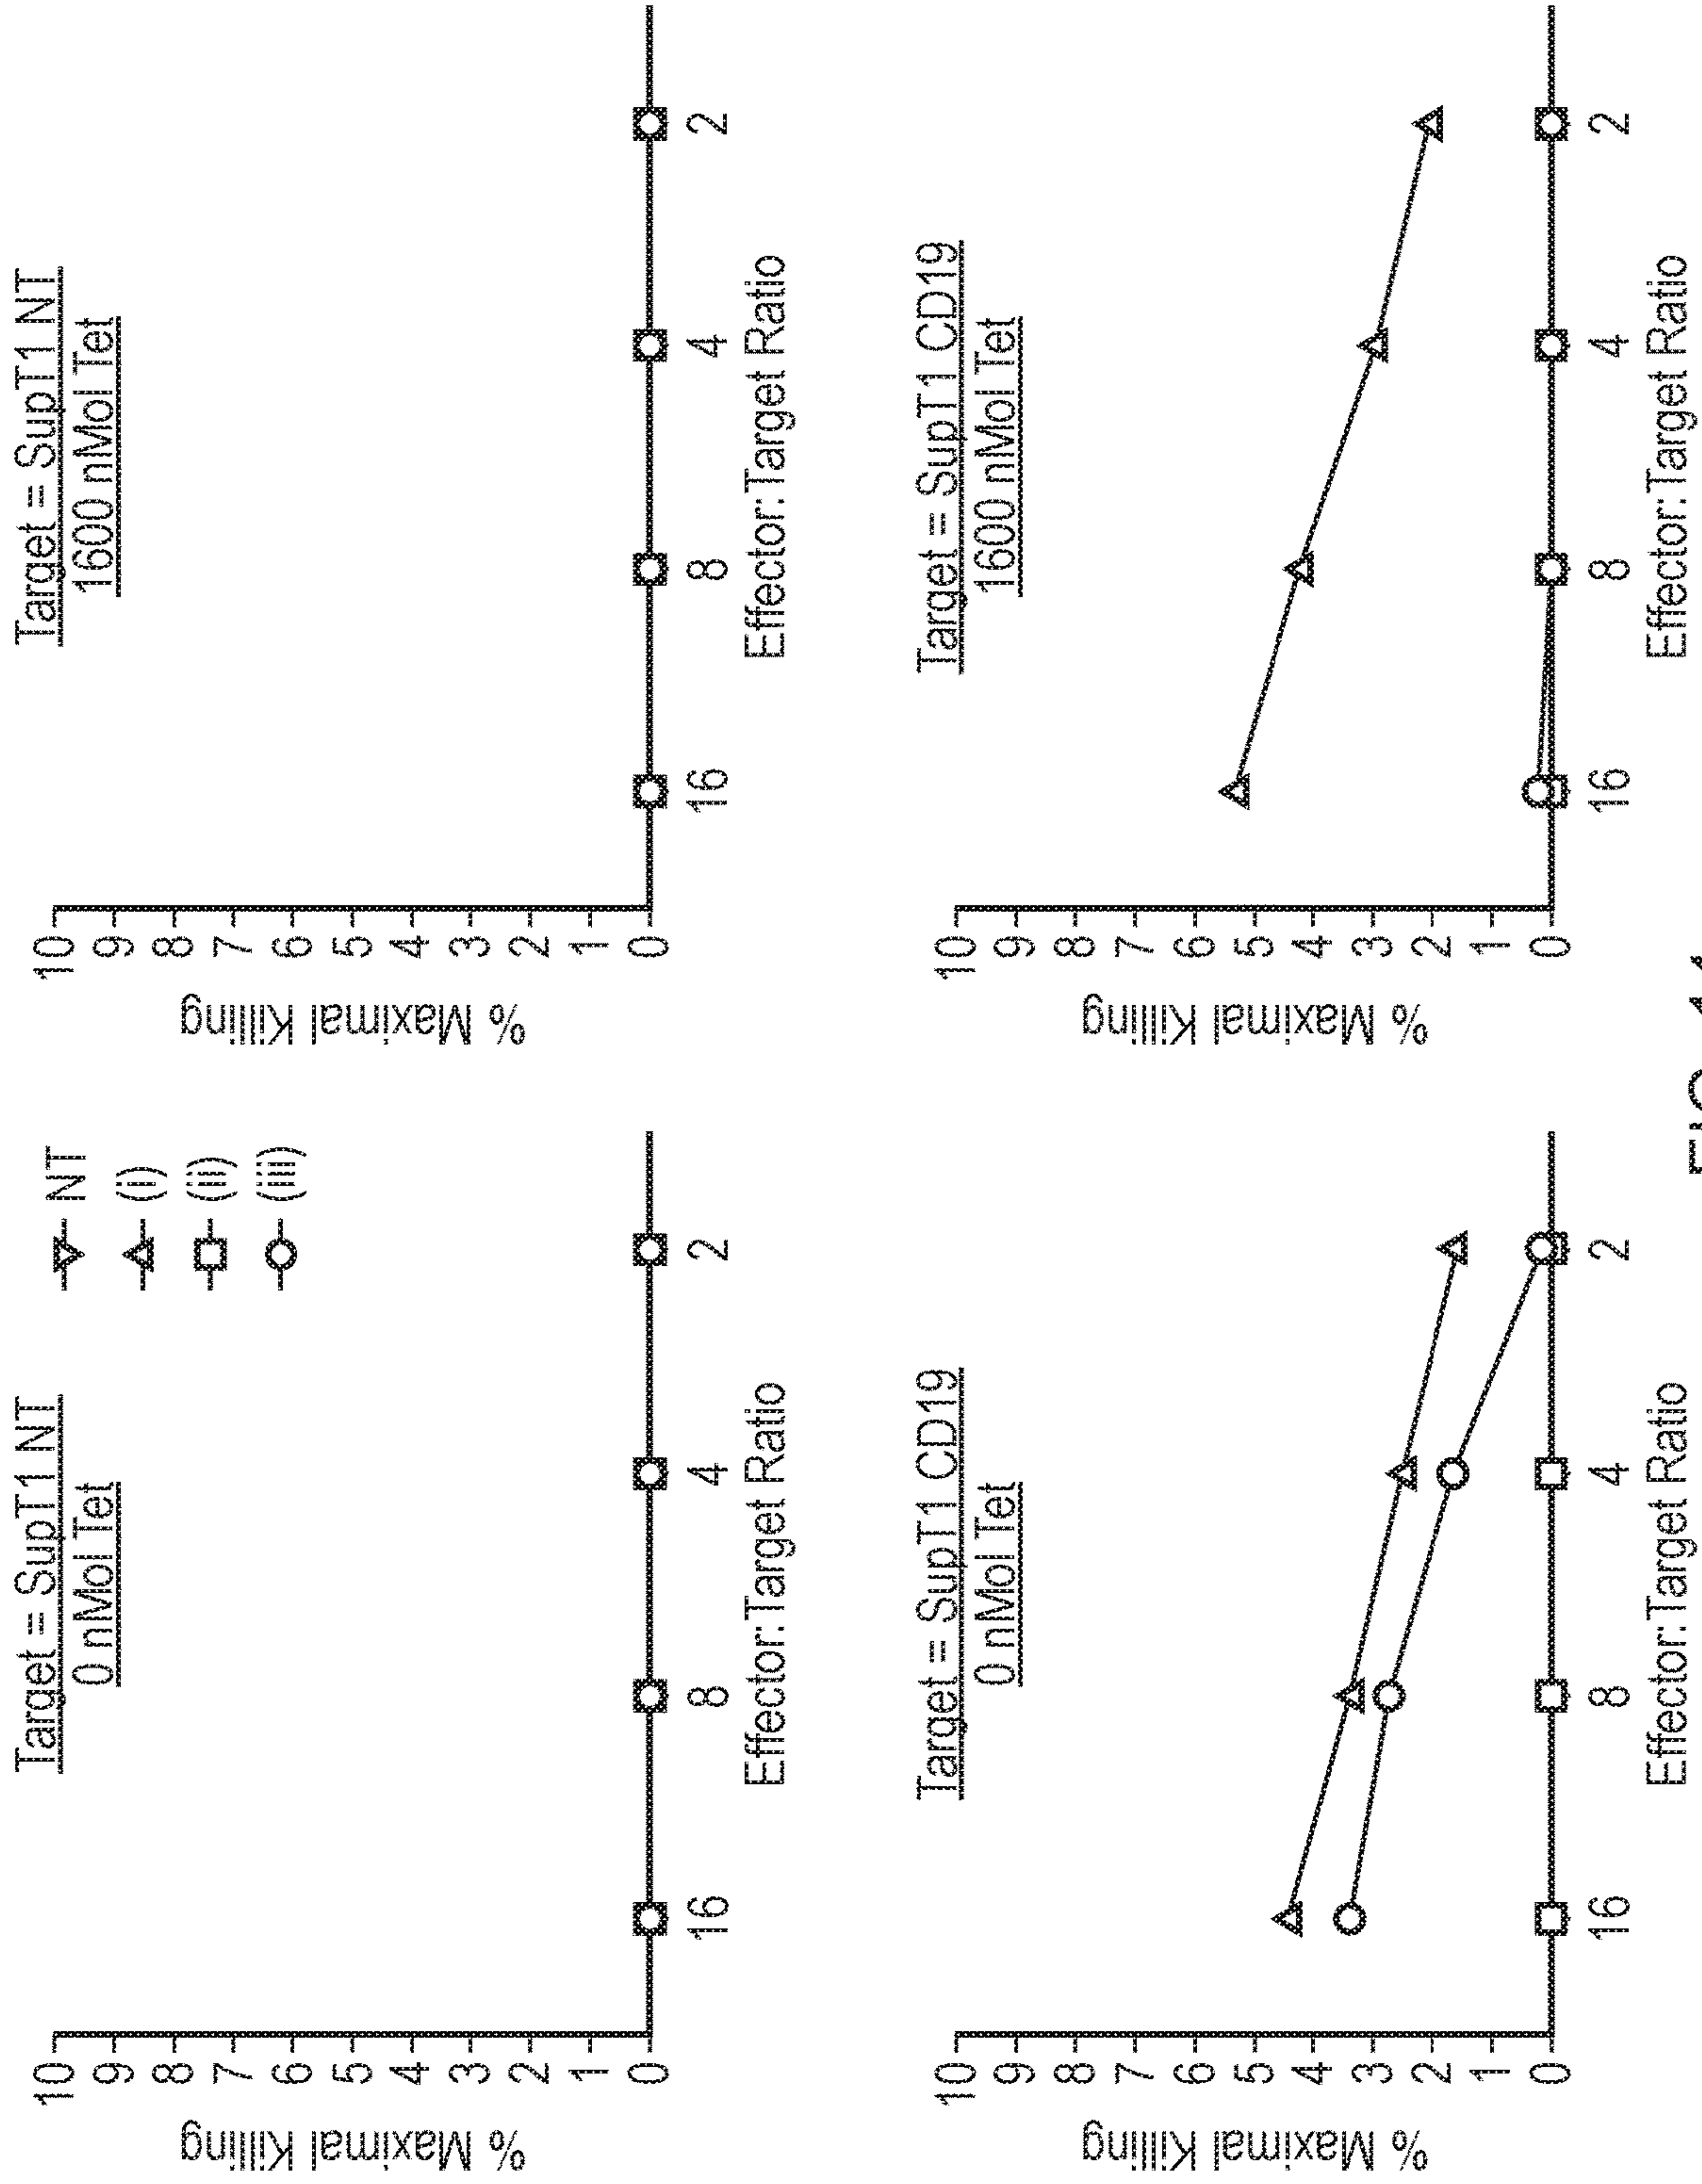 Target = SupT1 NT
0 nMol Tet
NT
(i)
(ii)
(iii)
% Maximal Killing
10
9
8
7
6
5
4
3
2
1
0
16 8 4 2
Effector:Target Ratio
Target = SupT1 NT
1600 nMol Tet
% Maximal Killing
10
9
8
7
6
5
4
3
2
1
0
16 8 4 2
Effector:Target Ratio
Target = SupT1 CD19
0 nMol Tet
% Maximal Killing
10
9
8
7
6
5
4
3
2
1
0
16 8 4 2
Effector:Target Ratio
Target = SupT1 CD19
1600 nMol Tet
% Maximal Killing
10
9
8
7
6
5
4
3
2
1
0
16 8 4 2
Effector:Target Ratio